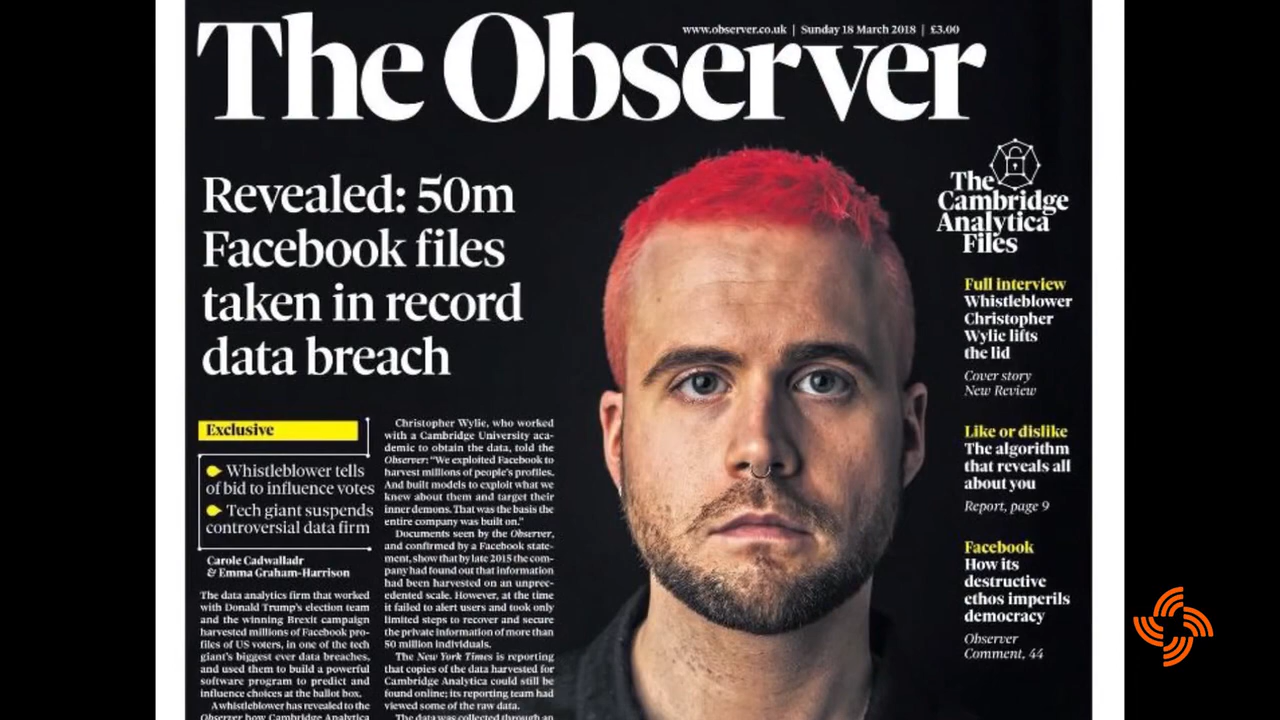 The Observer
www.observer.co.uk | Sunday 18 March 2018 | £3.00
Revealed: 50m
Facebook files
taken in record
data breach
Exclusive
Whistleblower tells
of bid to influence votes
Tech giant suspends
controversial data firm
Carole Cadwalladr
& Emma Graham-Harrison
The data analytics firm that worked
with Donald Trump's election team
and the winning Brexit campaign
harvested millions of Facebook pro-
files of US voters, in one of the tech
giant's biggest ever data breaches,
and used them to build a powerful
software program to predict and
influence choices at the ballot box.
A whistleblower has revealed to the
Observer how Cambridge Analytica
Christopher Wylie, who worked
with a Cambridge University aca-
demic to obtain the data, told the
Observer: “We exploited Facebook to
harvest millions of people's profiles.
And built models to exploit what we
knew about them and target their
inner demons. That was the basis the
entire company was built on.”
Documents seen by the Observer,
and confirmed by a Facebook state-
ment, show that by late 2015 the com-
pany had found out that information
had been harvested on an unprec-
edented scale. However, at the time
it failed to alert users and took only
limited steps to recover and secure
the private information of more than
50 million individuals.
The New York Times is reporting
that copies of the data harvested for
Cambridge Analytica could still be
found online; its reporting team had
viewed some of the raw data.
The data was collected through an
The
Cambridge
Analytica
Files
Full interview
Whistleblower
Christopher
Wylie lifts
the lid
Cover story
New Review
Like or dislike
The algorithm
that reveals all
about you
Report, page 9
Facebook
How its
destructive
ethos imperils
democracy
Observer
Comment, 44